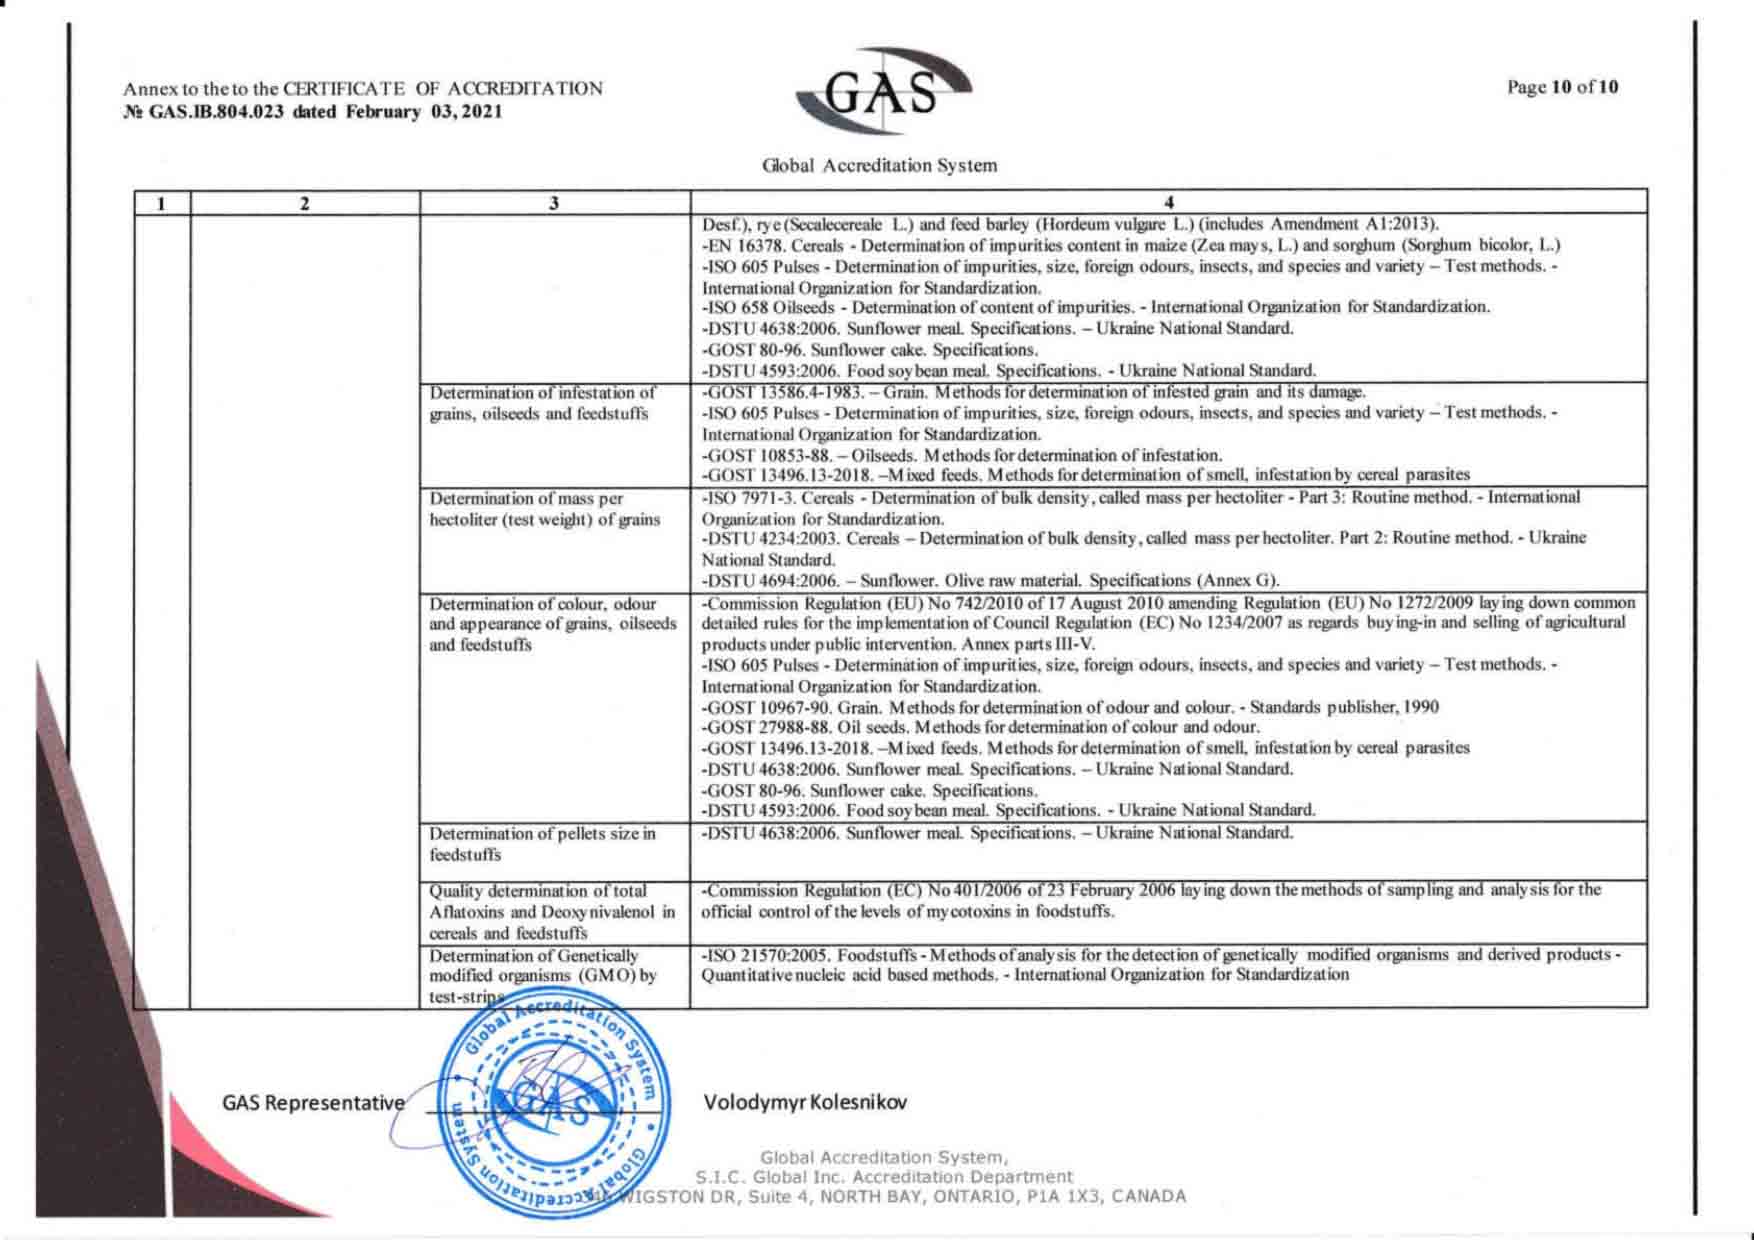 Annex to the to the CERTIFICATE OF ACCREDITATION
№ GAS.IB.804.023 dated February 03, 2021
GAS
Global Accreditation System
Page 10 of 10
1 2 3 4
Desf.), rye (Secalecereale L.) and feed barley (Hordeum vulgare L.) (includes Amendment A1:2013).
-EN 16378. Cereals - Determination of impurities content in maize (Zea mays, L.) and sorghum (Sorghum bicolor, L.)
-ISO 605 Pulses - Determination of impurities, size, foreign odours, insects, and species and variety – Test methods. -
International Organization for Standardization.
-ISO 658 Oilseeds - Determination of content of impurities. - International Organization for Standardization.
-DSTU 4638:2006. Sunflower meal. Specifications. – Ukraine National Standard.
-GOST 80-96. Sunflower cake. Specifications.
-DSTU 4593:2006. Food soybean meal. Specifications. - Ukraine National Standard.
Determination of infestation of
grains, oilseeds and feedstuffs
-GOST 13586.4-1983. – Grain. Methods for determination of infested grain and its damage.
-ISO 605 Pulses - Determination of impurities, size, foreign odours, insects, and species and variety – Test methods. -
International Organization for Standardization.
-GOST 10853-88. – Oilseeds. Methods for determination of infestation.
-GOST 13496.13-2018. –Mixed feeds. Methods for determination of smell, infestation by cereal parasites
Determination of mass per
hectoliter (test weight) of grains
-ISO 7971-3. Cereals - Determination of bulk density, called mass per hectoliter - Part 3: Routine method. - International
Organization for Standardization.
-DSTU 4234:2003. Cereals – Determination of bulk density, called mass per hectoliter. Part 2: Routine method. - Ukraine
National Standard.
-DSTU 4694:2006. – Sunflower. Olive raw material. Specifications (Annex G).
Determination of colour, odour
and appearance of grains, oilseeds
and feedstuffs
-Commission Regulation (EU) No 742/2010 of 17 August 2010 amending Regulation (EU) No 1272/2009 laying down common
detailed rules for the implementation of Council Regulation (EC) No 1234/2007 as regards buying-in and selling of agricultural
products under public intervention. Annex parts III-V.
-ISO 605 Pulses - Determination of impurities, size, foreign odours, insects, and species and variety – Test methods. -
International Organization for Standardization.
-GOST 10967-90. Grain. Methods for determination of odour and colour. - Standards publisher, 1990
-GOST 27988-88. Oil seeds. Methods for determination of colour and odour.
-GOST 13496.13-2018. –Mixed feeds. Methods for determination of smell, infestation by cereal parasites
-DSTU 4638:2006. Sunflower meal. Specifications. – Ukraine National Standard.
-GOST 80-96. Sunflower cake. Specifications.
-DSTU 4593:2006. Food soybean meal. Specifications. - Ukraine National Standard.
Determination of pellets size in
feedstuffs
-DSTU 4638:2006. Sunflower meal. Specifications. – Ukraine National Standard.
Quality determination of total
Aflatoxins and Deoxynivalenol in
cereals and feedstuffs
-Commission Regulation (EC) No 401/2006 of 23 February 2006 laying down the methods of sampling and analysis for the
official control of the levels of mycotoxins in foodstuffs.
Determination of Genetically
modified organisms (GMO) by
test-strips
-ISO 21570:2005. Foodstuffs - Methods of analysis for the detection of genetically modified organisms and derived products -
Quantitative nucleic acid based methods. - International Organization for Standardization
GAS Representative
Global Accreditation System • Global Accreditation System •
GAS
Volodymyr Kolesnikov
Global Accreditation System,
S.I.C. Global Inc. Accreditation Department
WIGSTON DR, Suite 4, NORTH BAY, ONTARIO, P1A 1X3, CANADA